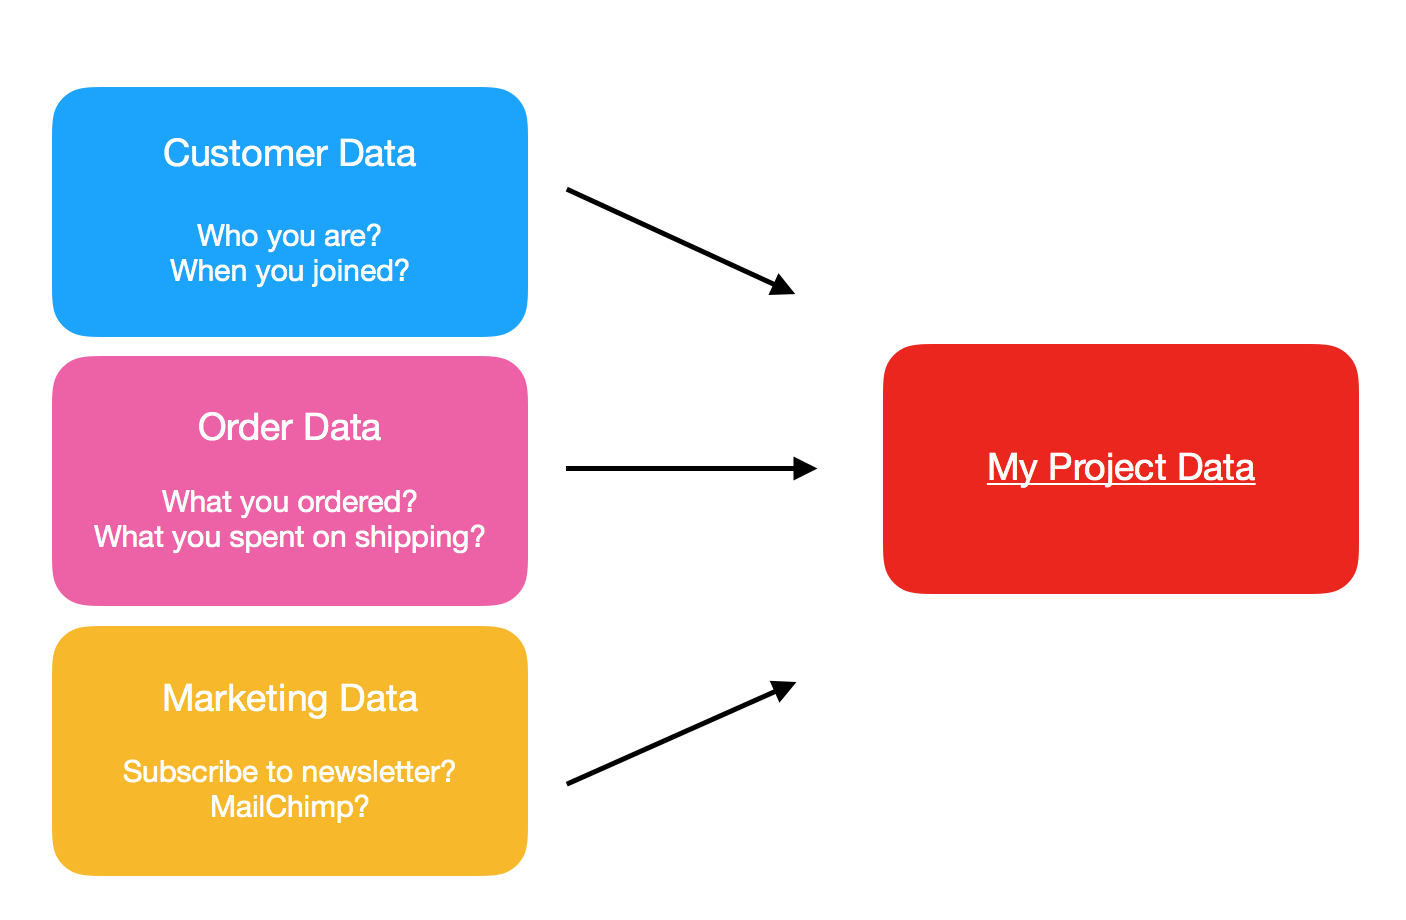 Customer Data
Who you are?
When you joined?
Order Data
What you ordered?
What you spent on shipping?
Marketing Data
Subscribe to newsletter?
MailChimp?
My Project Data